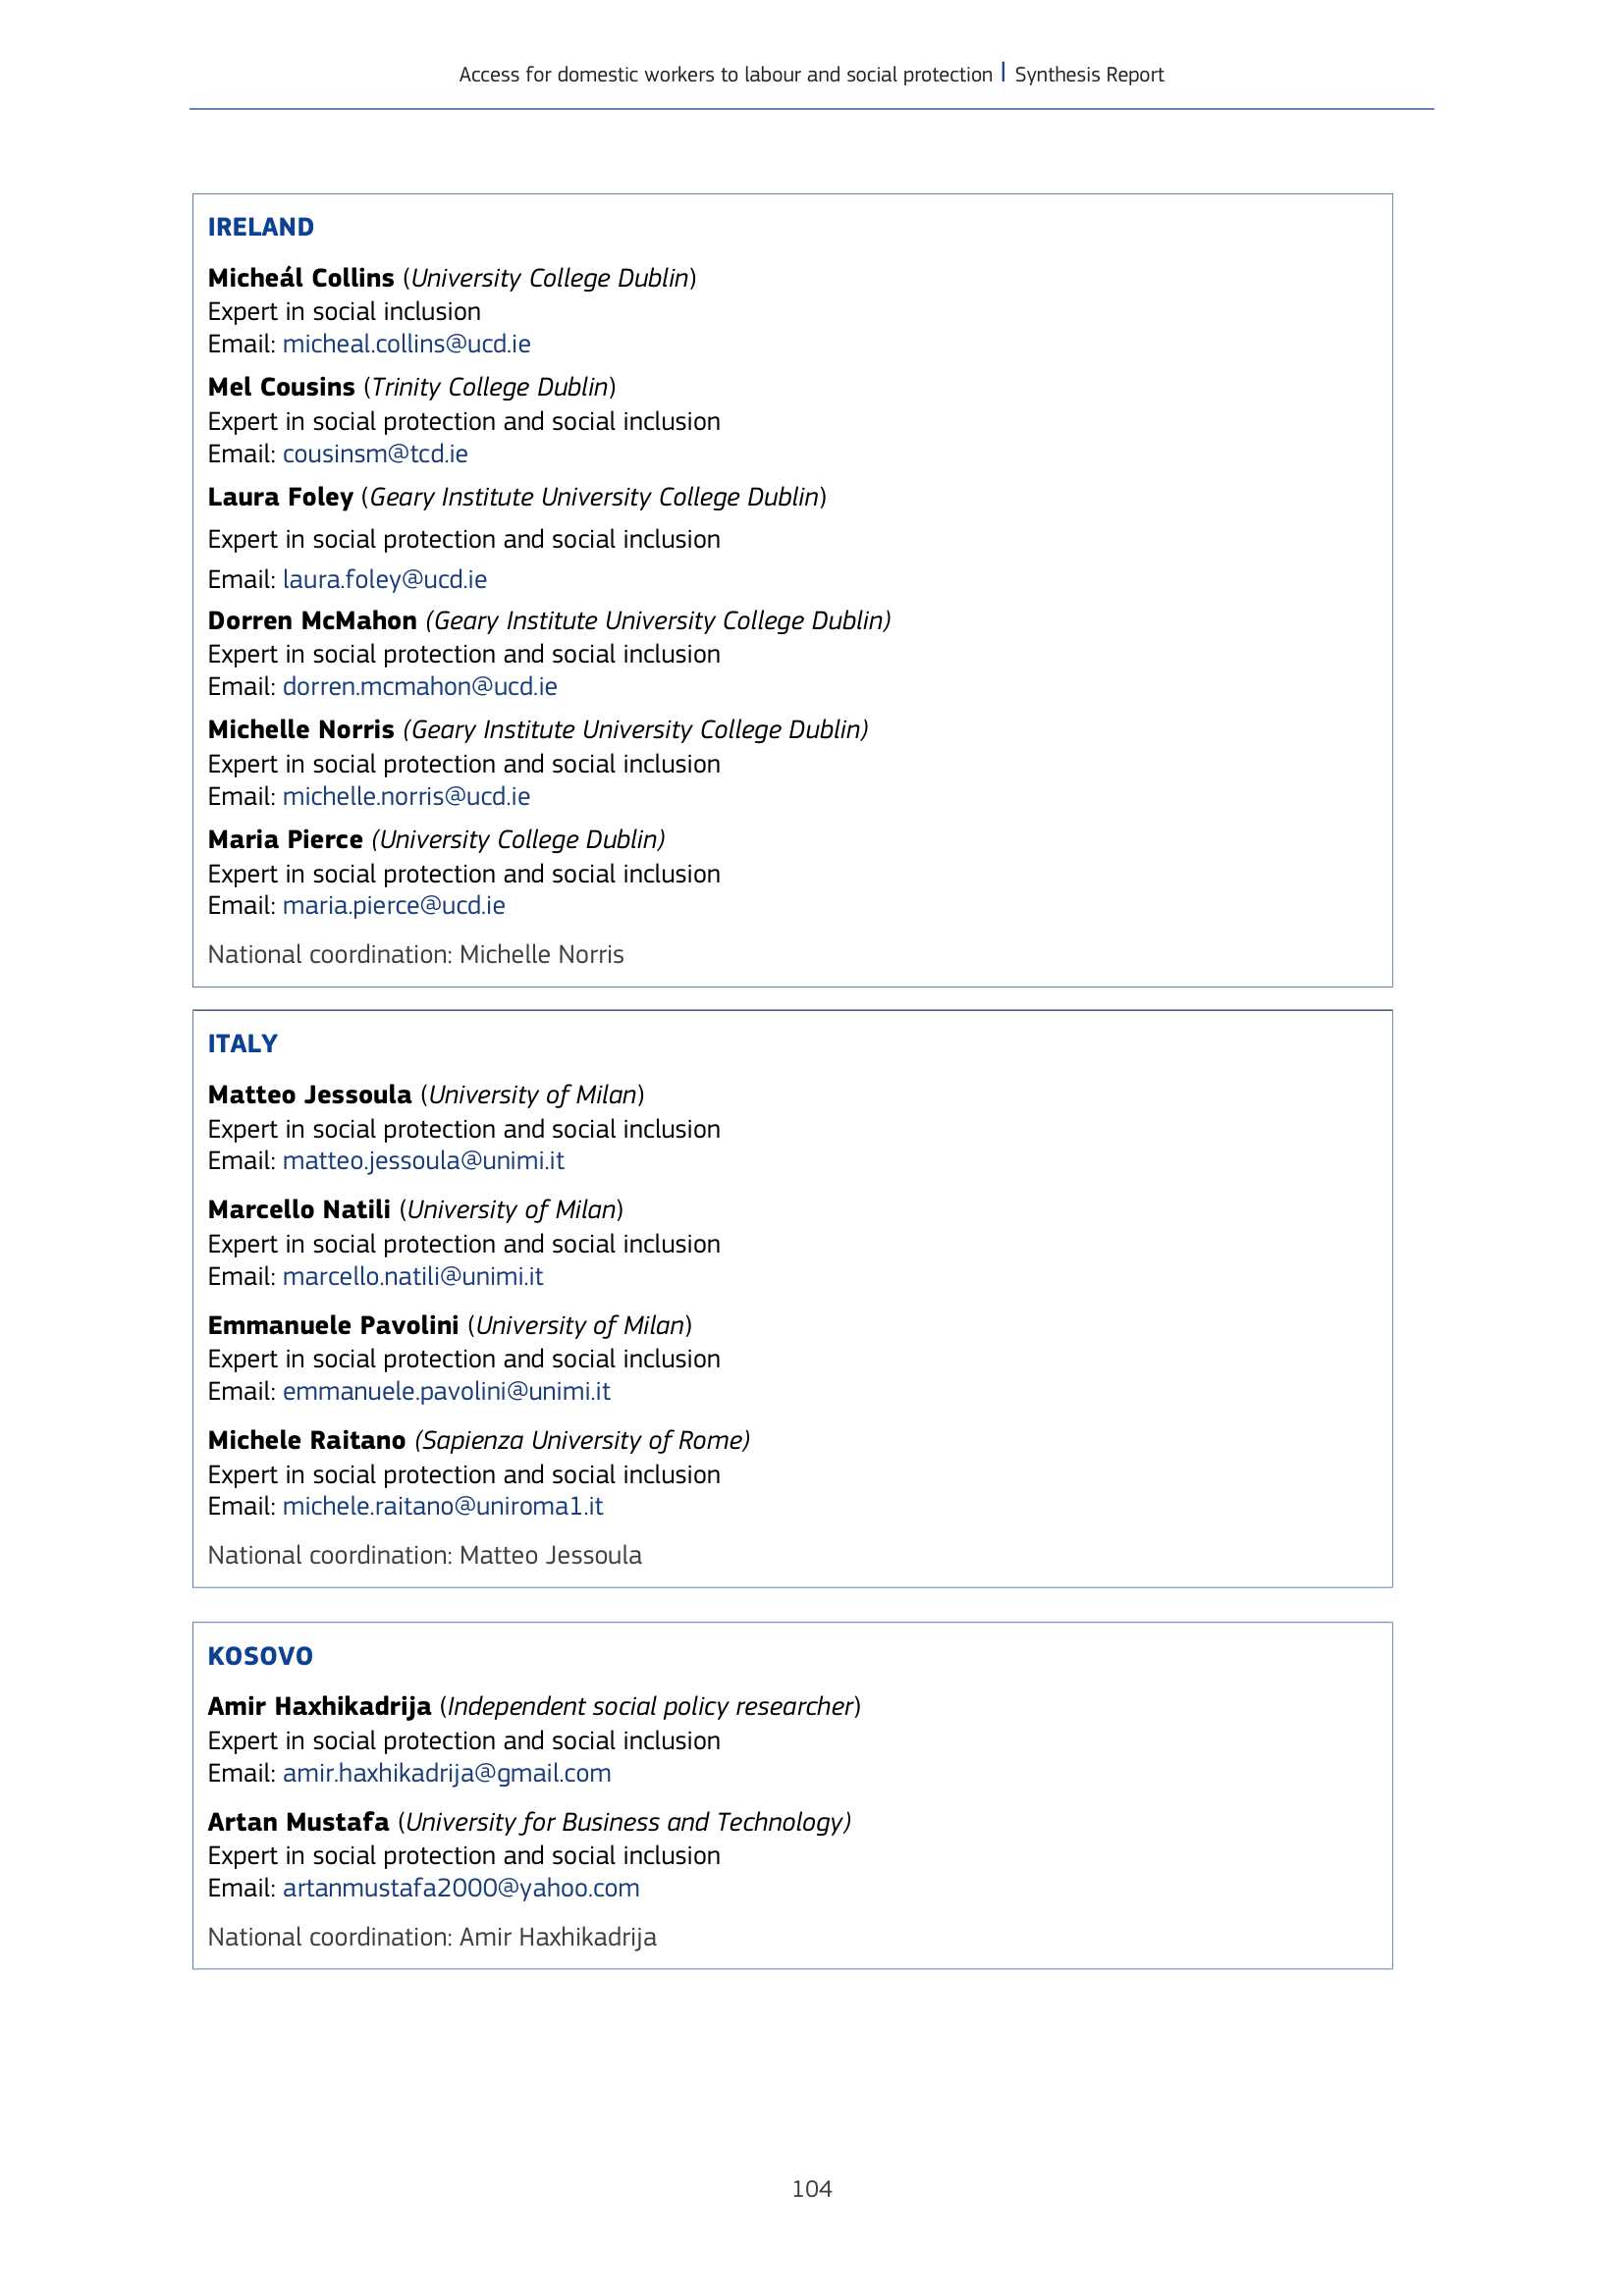 Access for domestic workers to labour and social protection | Synthesis Report
IRELAND
Micheál Collins (University College Dublin)
Expert in social inclusion
Email: micheal.collins@ucd.ie
Mel Cousins (Trinity College Dublin)
Expert in social protection and social inclusion
Email: cousinsm@tcd.ie
Laura Foley (Geary Institute University College Dublin)
Expert in social protection and social inclusion
Email: laura.foley@ucd.ie
Dorren McMahon (Geary Institute University College Dublin)
Expert in social protection and social inclusion
Email: dorren.mcmahon@ucd.ie
Michelle Norris (Geary Institute University College Dublin)
Expert in social protection and social inclusion
Email: michelle.norris@ucd.ie
Maria Pierce (University College Dublin)
Expert in social protection and social inclusion
Email: maria.pierce@ucd.ie
National coordination: Michelle Norris
ITALY
Matteo Jessoula (University of Milan)
Expert in social protection and social inclusion
Email: matteo.jessoula@unimi.it
Marcello Natili (University of Milan)
Expert in social protection and social inclusion
Email: marcello.natili@unimi.it
Emmanuele Pavolini (University of Milan)
Expert in social protection and social inclusion
Email: emmanuele.pavolini@unimi.it
Michele Raitano (Sapienza University of Rome)
Expert in social protection and social inclusion
Email: michele.raitano@uniroma1.it
National coordination: Matteo Jessoula
KOSOVO
Amir Haxhikadrija (Independent social policy researcher)
Expert in social protection and social inclusion
Email: amir.haxhikadrija@gmail.com
Artan Mustafa (University for Business and Technology)
Expert in social protection and social inclusion
Email: artanmustafa2000@yahoo.com
National coordination: Amir Haxhikadrija
104